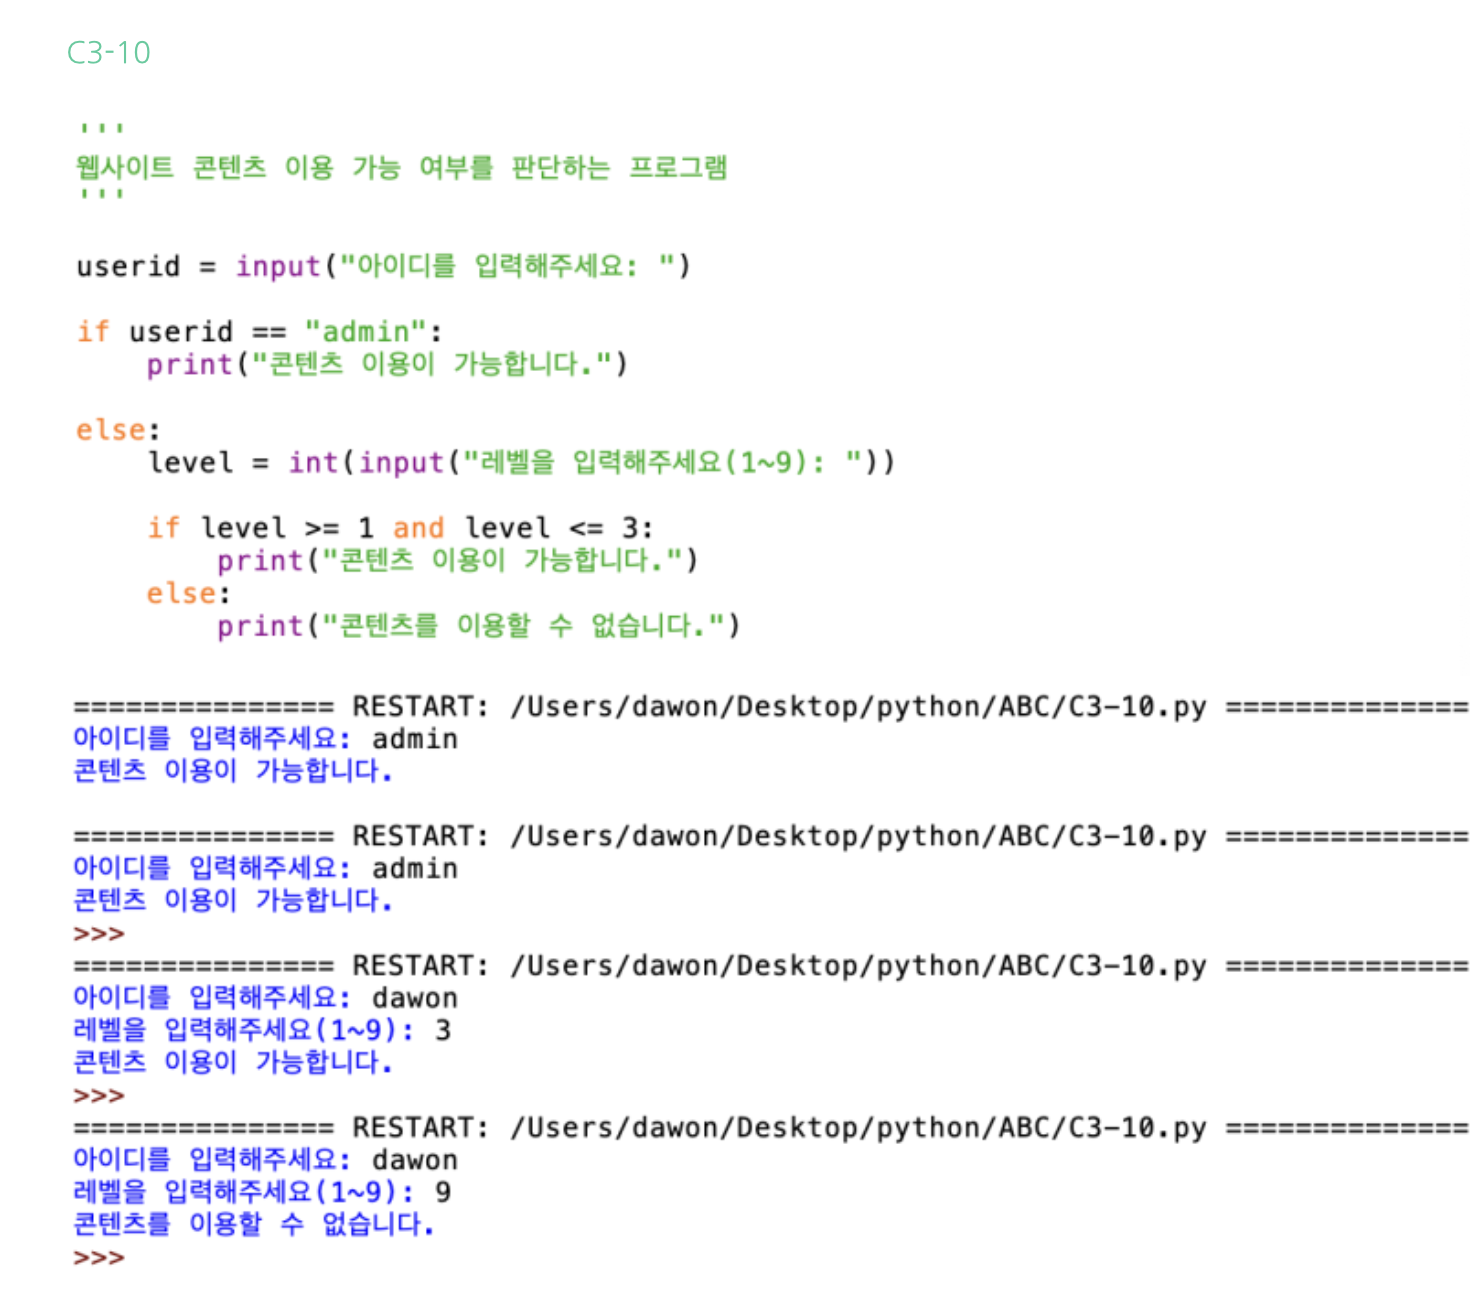 C3-10
'''
웹사이트 콘텐츠 이용 가능 여부를 판단하는 프로그램
'''
userid = input("아이디를 입력해주세요: ")
if userid == "admin":
    print("콘텐츠 이용이 가능합니다.")
else:
    level = int(input("레벨을 입력해주세요(1~9): "))
    if level >= 1 and level <= 3:
        print("콘텐츠 이용이 가능합니다.")
    else:
        print("콘텐츠를 이용할 수 없습니다.")
=============== RESTART: /Users/dawon/Desktop/python/ABC/C3-10.py ==============
아이디를 입력해주세요: admin
콘텐츠 이용이 가능합니다.
=============== RESTART: /Users/dawon/Desktop/python/ABC/C3-10.py ==============
아이디를 입력해주세요: admin
콘텐츠 이용이 가능합니다.
>>>
=============== RESTART: /Users/dawon/Desktop/python/ABC/C3-10.py ==============
아이디를 입력해주세요: dawon
레벨을 입력해주세요(1~9): 3
콘텐츠 이용이 가능합니다.
>>>
=============== RESTART: /Users/dawon/Desktop/python/ABC/C3-10.py ==============
아이디를 입력해주세요: dawon
레벨을 입력해주세요(1~9): 9
콘텐츠를 이용할 수 없습니다.
>>>